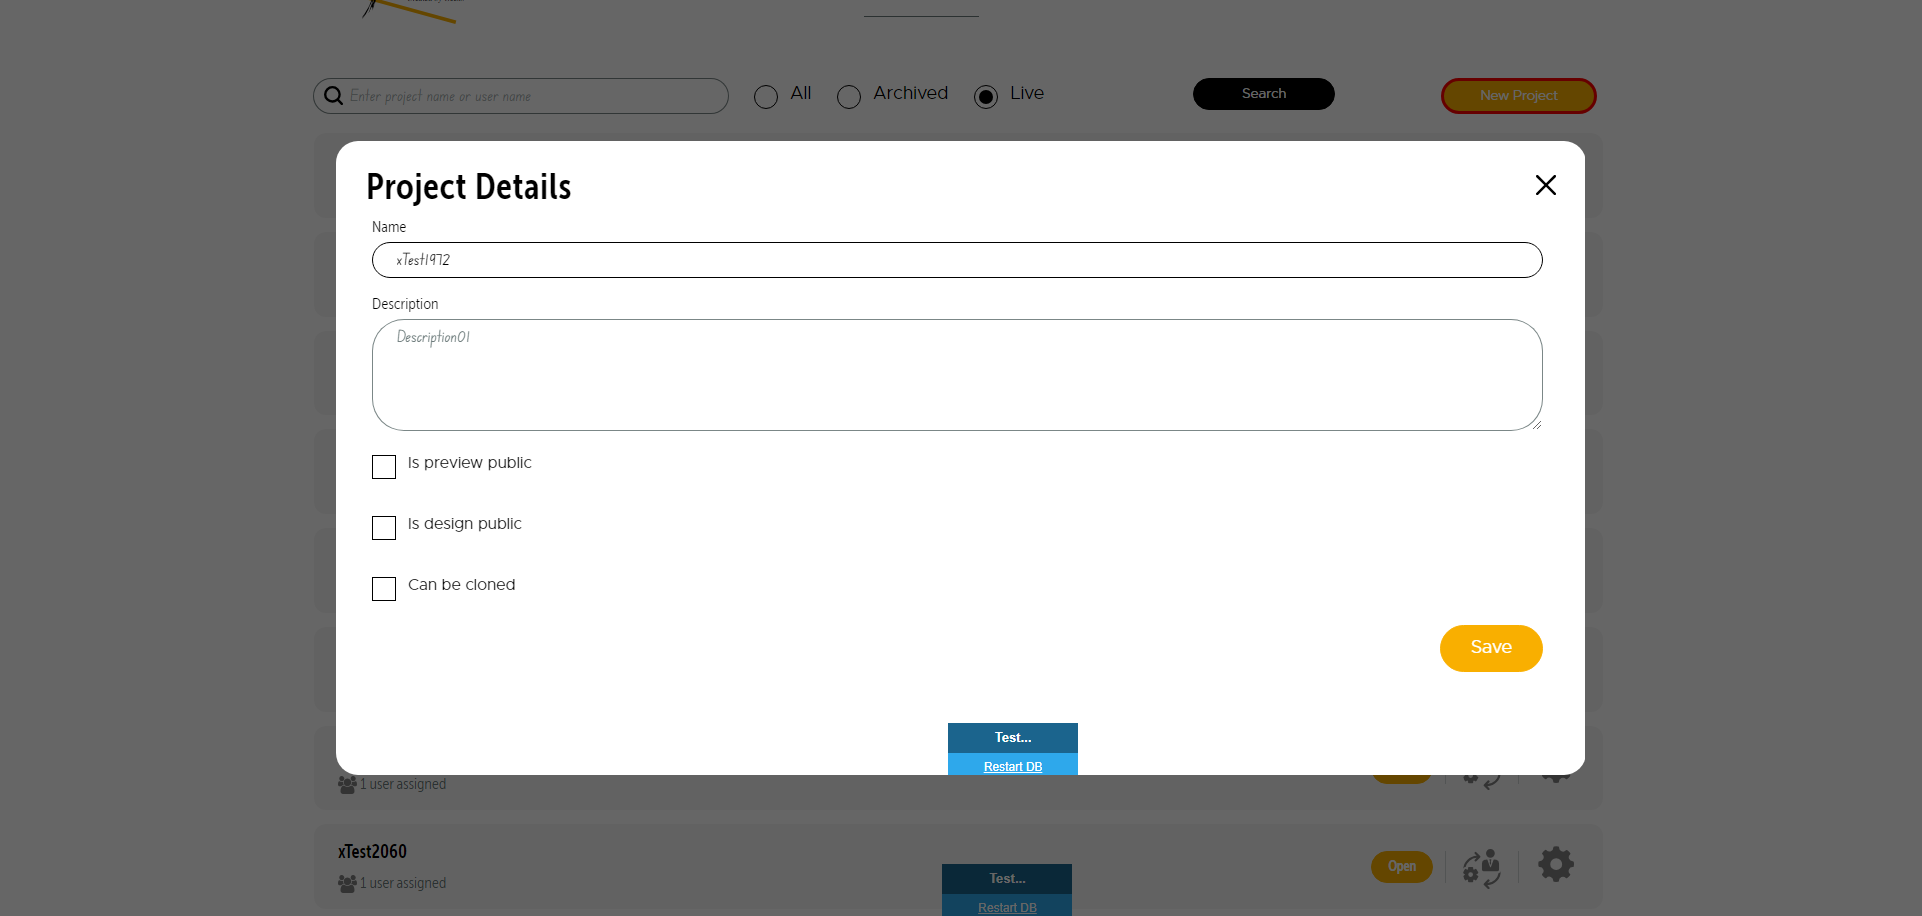 Enter project name or user name
All
Archived
Live
Search
New Project
Project Details
Name
xTest1972
Description
Description01
Is preview public
Is design public
Can be cloned
Save
Test...
Restart DB
1 user assigned
xTest2060
1 user assigned
Open
Test...
Restart DB